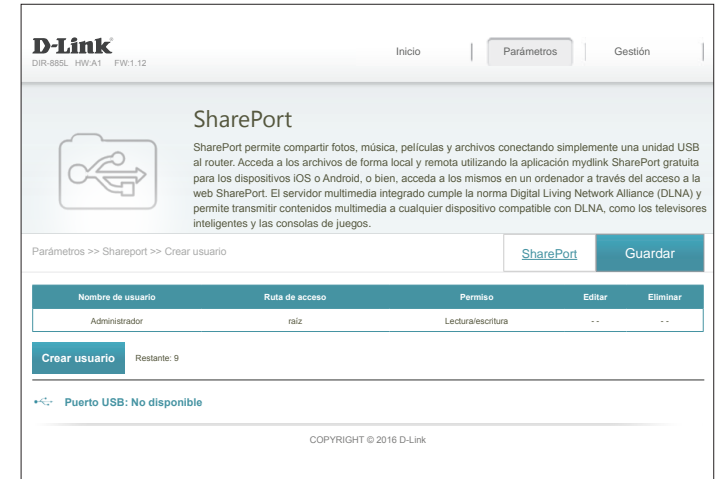 D-Link
DIR-885L HW:A1 FW:1.12
Inicio
Parámetros
Gestión
SharePort
SharePort permite compartir fotos, música, películas y archivos conectando simplemente una unidad USB
al router. Acceda a los archivos de forma local y remota utilizando la aplicación mydlink SharePort gratuita
para los dispositivos iOS o Android, o bien, acceda a los mismos en un ordenador a través del acceso a la
web SharePort. El servidor multimedia integrado cumple la norma Digital Living Network Alliance (DLNA) y
permite transmitir contenidos multimedia a cualquier dispositivo compatible con DLNA, como los televisores
inteligentes y las consolas de juegos.
Parámetros >> Shareport >> Crear usuario
SharePort
Guardar
Nombre de usuario Ruta de acceso Permiso Editar Eliminar
Administrador raíz Lectura/escritura - - - -
Crear usuario Restante: 9
Puerto USB: No disponible
COPYRIGHT © 2016 D-Link